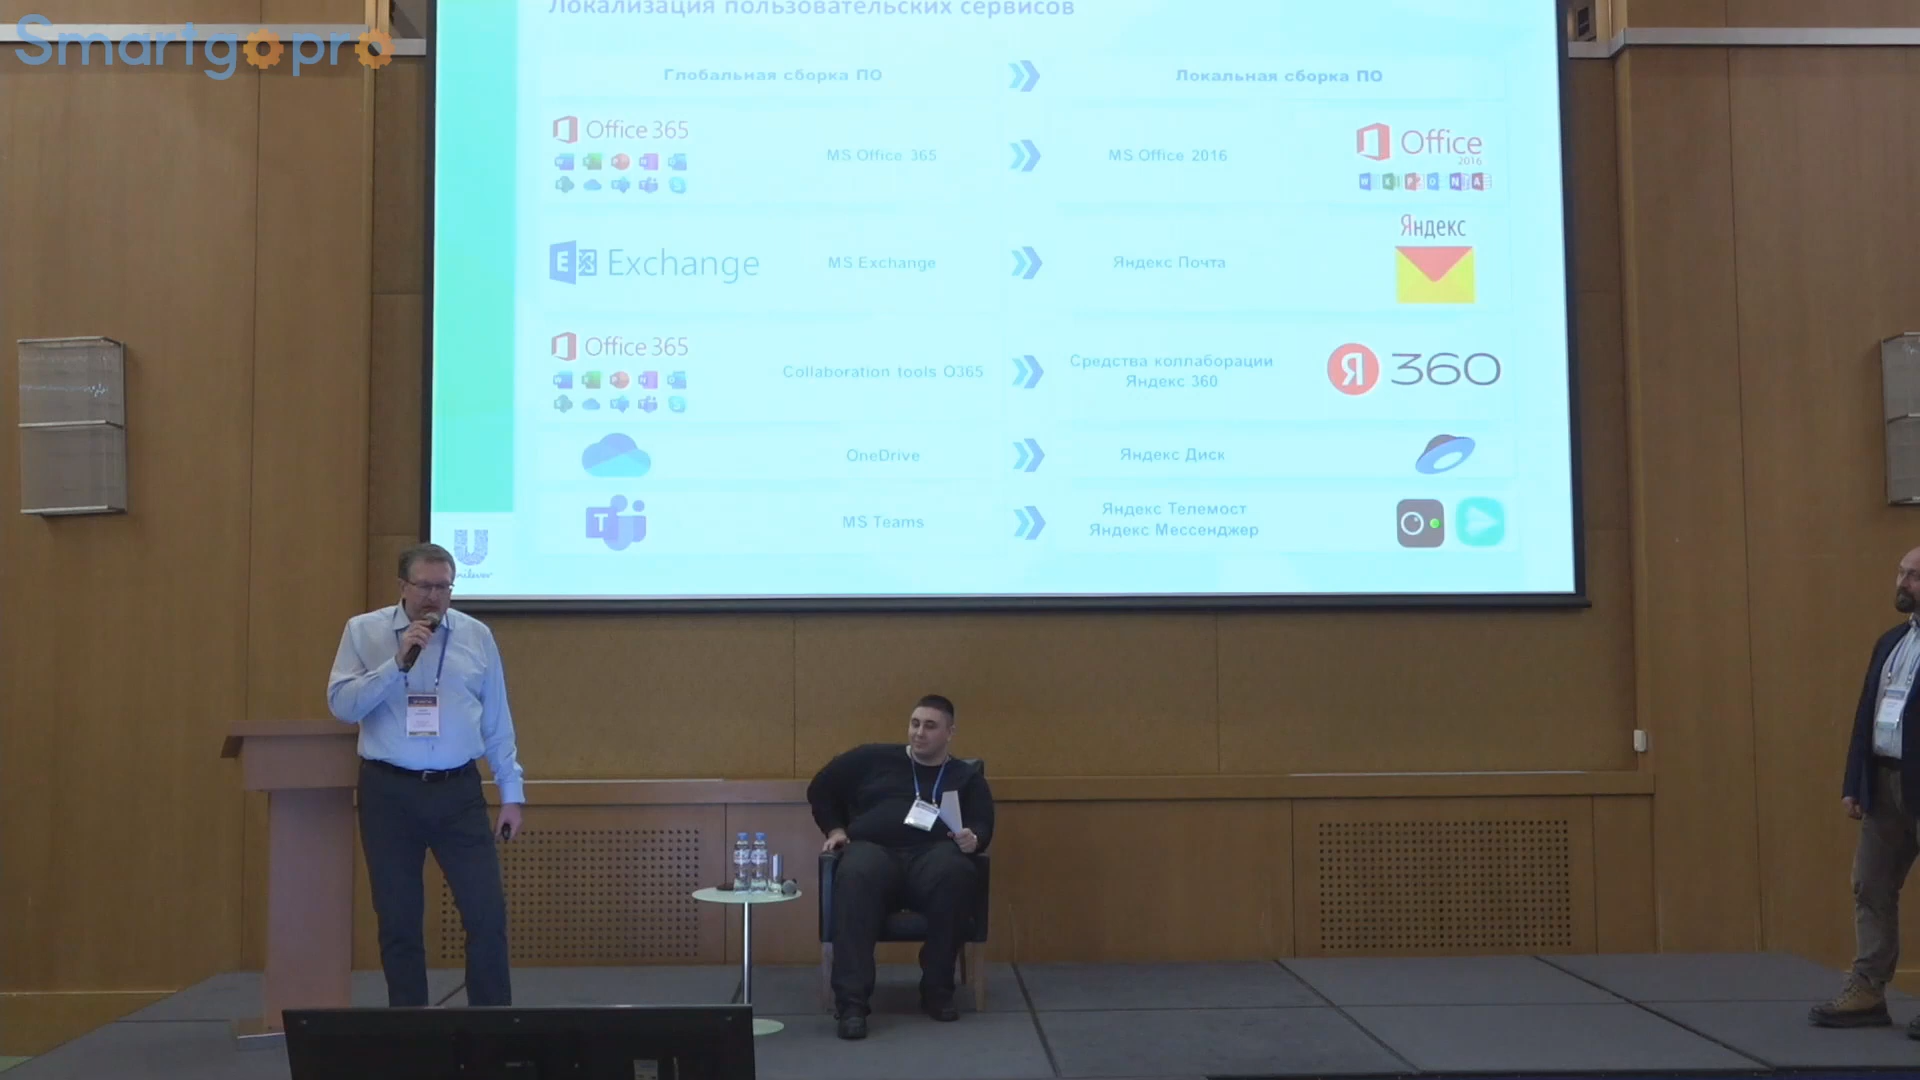 Smartgopro
Локализация пользовательских сервисов
Глобальная сборка ПО
Локальная сборка ПО
Office 365
MS Office 365
MS Office 2016
Office
2016
Яндекс
Exchange
MS Exchange
Яндекс Почта
Office 365
Collaboration tools O365
Средства коллаборации
Яндекс 360
Я 360
OneDrive
Яндекс Диск
T
MS Teams
Яндекс Телемост
Яндекс Мессенджер
Unilever